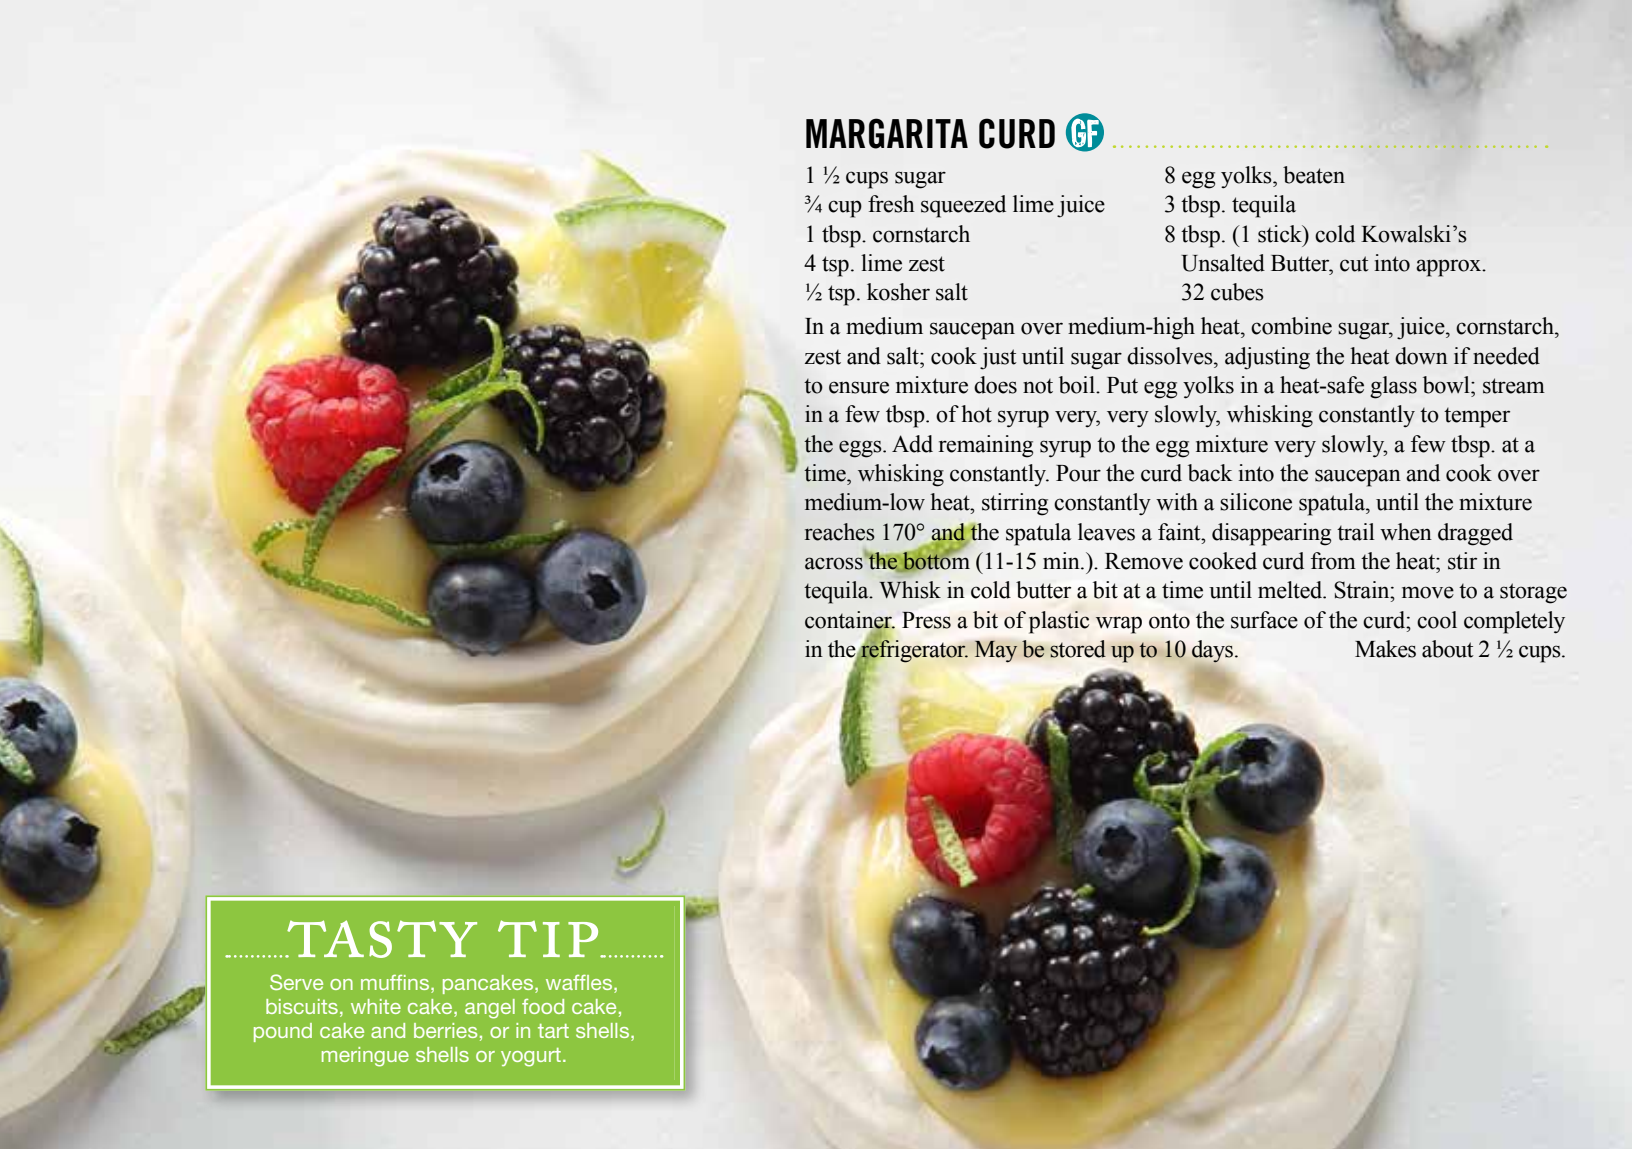 MARGARITA CURD GF
1 ½ cups sugar
¾ cup fresh squeezed lime juice
1 tbsp. cornstarch
4 tsp. lime zest
½ tsp. kosher salt
8 egg yolks, beaten
3 tbsp. tequila
8 tbsp. (1 stick) cold Kowalski’s
Unsalted Butter, cut into approx.
32 cubes
In a medium saucepan over medium-high heat, combine sugar, juice, cornstarch,
zest and salt; cook just until sugar dissolves, adjusting the heat down if needed
to ensure mixture does not boil. Put egg yolks in a heat-safe glass bowl; stream
in a few tbsp. of hot syrup very, very slowly, whisking constantly to temper
the eggs. Add remaining syrup to the egg mixture very slowly, a few tbsp. at a
time, whisking constantly. Pour the curd back into the saucepan and cook over
medium-low heat, stirring constantly with a silicone spatula, until the mixture
reaches 170° and the spatula leaves a faint, disappearing trail when dragged
across the bottom (11-15 min.). Remove cooked curd from the heat; stir in
tequila. Whisk in cold butter a bit at a time until melted. Strain; move to a storage
container. Press a bit of plastic wrap onto the surface of the curd; cool completely
in the refrigerator. May be stored up to 10 days. Makes about 2 ½ cups.
TASTY TIP
Serve on muffins, pancakes, waffles,
biscuits, white cake, angel food cake,
pound cake and berries, or in tart shells,
meringue shells or yogurt.